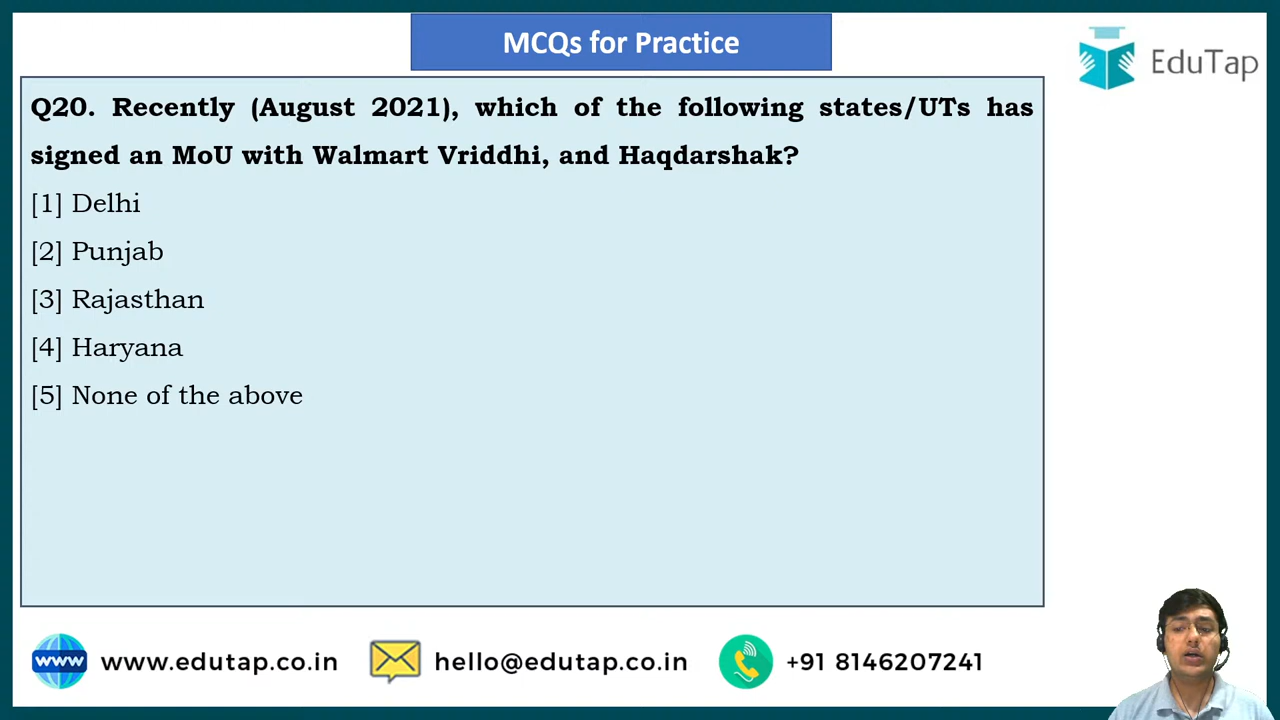 MCQs for Practice
EduTap
Q20. Recently (August 2021), which of the following states/UTs has
signed an MoU with Walmart Vriddhi, and Haqdarshak?
[1] Delhi
[2] Punjab
[3] Rajasthan
[4] Haryana
[5] None of the above
www
www.edutap.co.in
hello@edutap.co.in
+91 8146207241